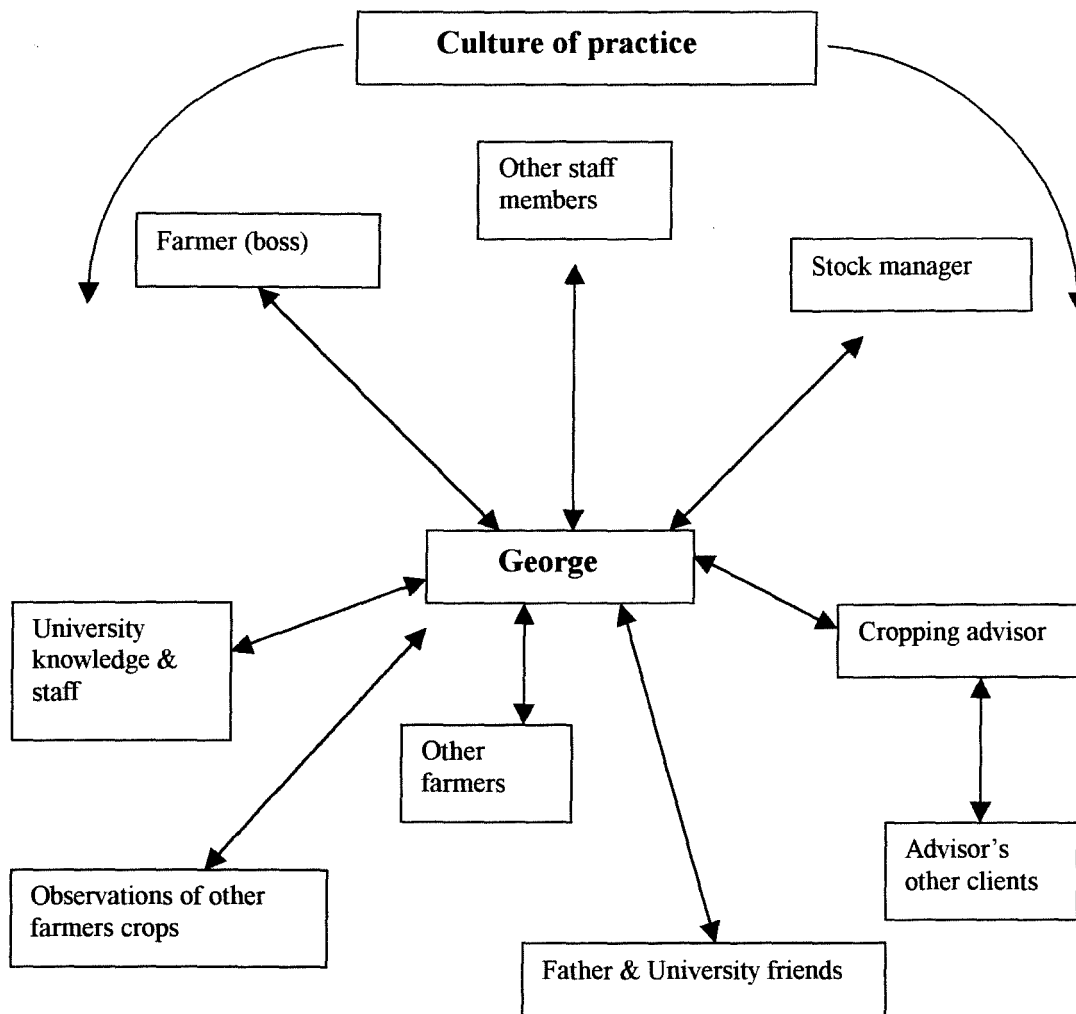 Culture of practice
Other staff
members
Farmer (boss)
Stock manager
George
University
knowledge &
staff
Cropping advisor
Other
farmers
Advisor's
other clients
Observations of other
farmers crops
Father & University friends